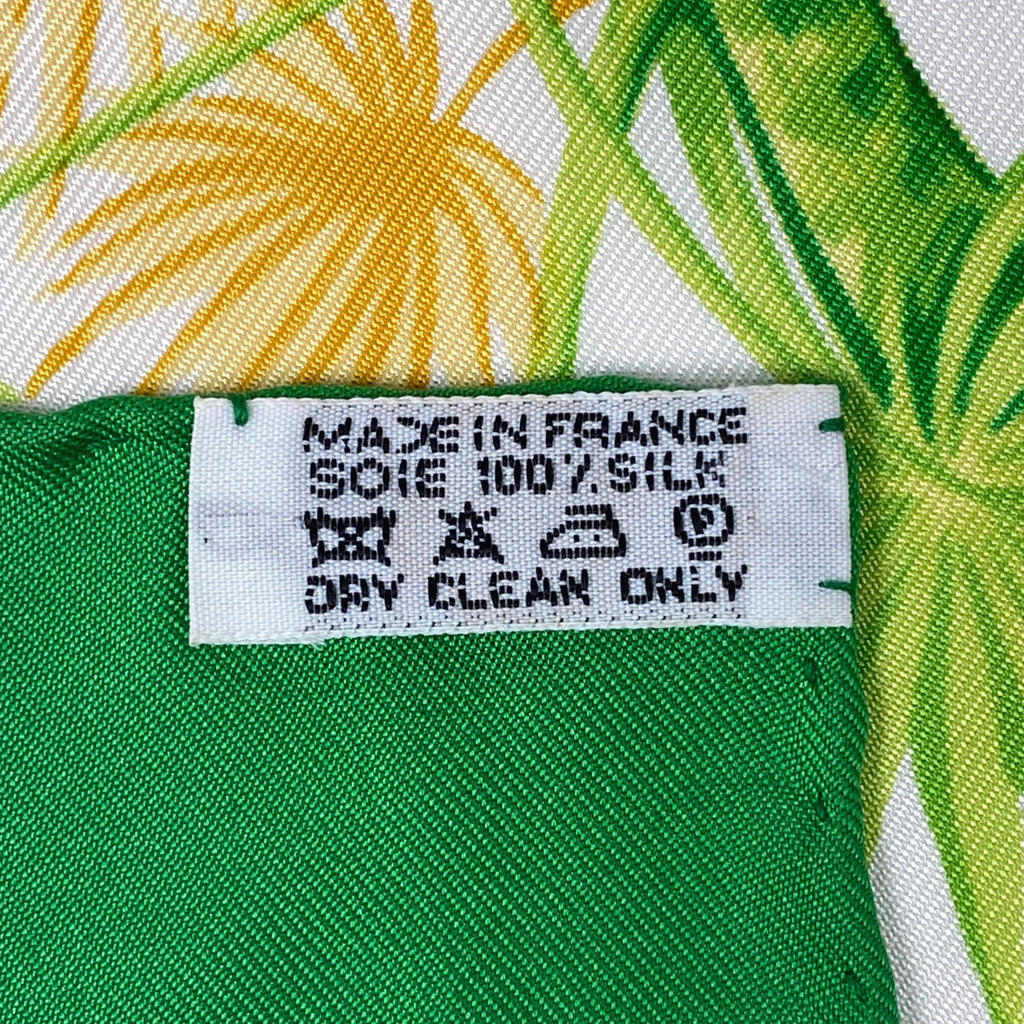 MADE IN FRANCE
SOIE 100% SILK
P
DRY CLEAN ONLY